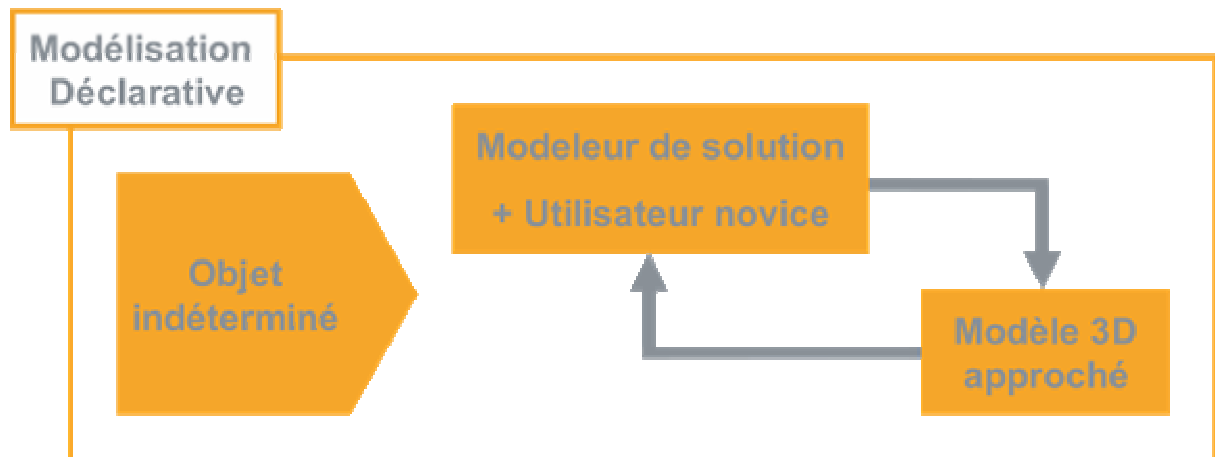 Modélisation
Déclarative
Modeleur de solution
+ Utilisateur novice
Objet
indéterminé
Modèle 3D
approché